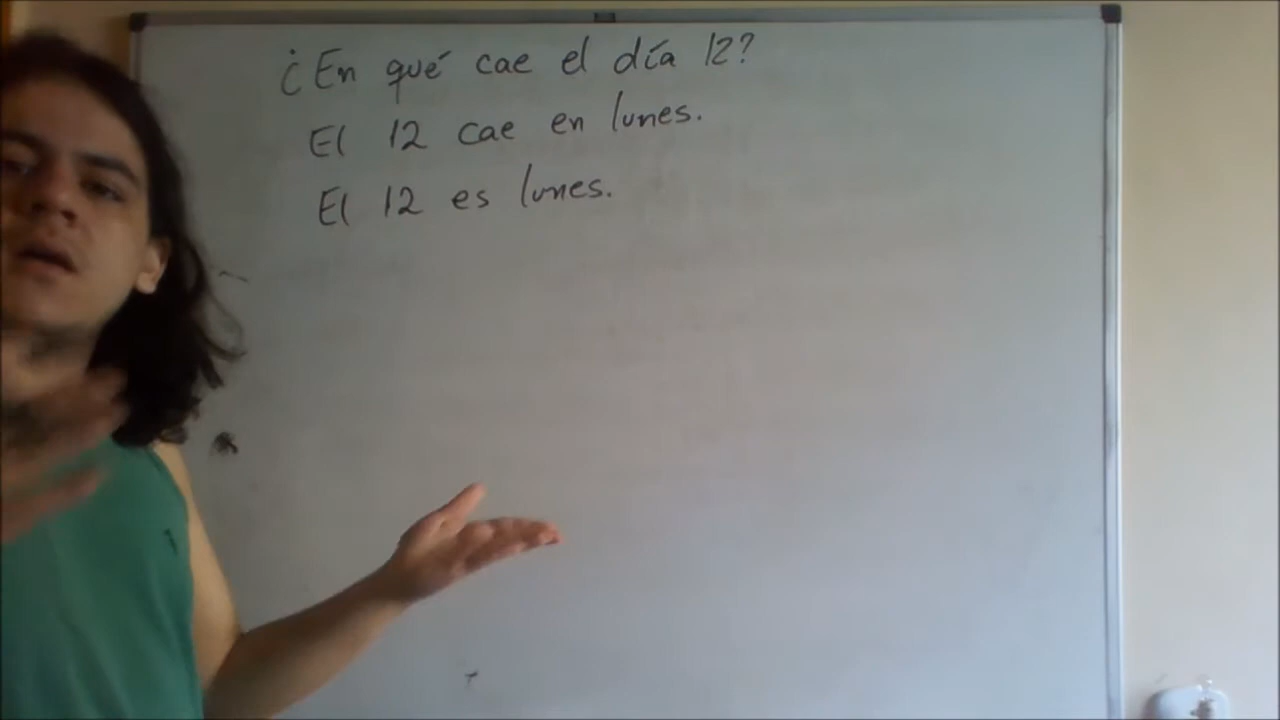 ¿En qué cae el día 12?
El 12 cae en lunes.
El 12 es lunes.